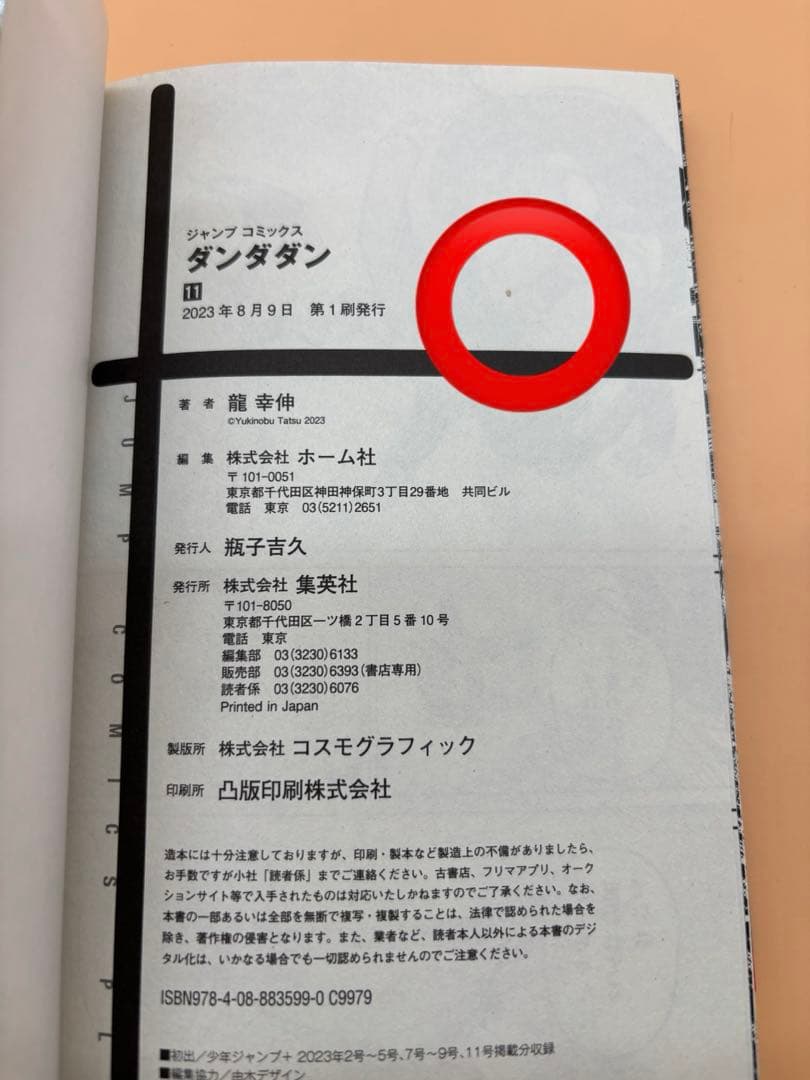 ジャンプ コミックス
ダンダダン
11
2023年8月9日 第1刷発行
著者 龍 幸伸
©Yukinobu Tatsu 2023
編集 株式会社 ホーム社
〒101-0051
東京都千代田区神田神保町3丁目29番地 共同ビル
電話 東京 03(5211)2651
発行人 瓶子吉久
発行所 株式会社 集英社
〒101-8050
東京都千代田区一ツ橋2丁目5番10号
電話 東京
編集部 03(3230)6133
販売部 03(3230)6393(書店専用)
読者係 03(3230)6076
Printed in Japan
製版所 株式会社 コスモグラフィック
印刷所 凸版印刷株式会社
造本には十分注意しておりますが、印刷・製本など製造上の不備がありましたら、
お手数ですが小社「読者係」までご連絡ください。古書店、フリマアプリ、オーク
ションサイト等で入手されたものは対応いたしかねますのでご了承ください。なお、
本書の一部あるいは全部を無断で複写・複製することは、法律で認められた場合を
除き、著作権の侵害となります。また、業者など、読者本人以外による本書のデジ
タル化は、いかなる場合でも一切認められませんのでご注意ください。
ISBN978-4-08-883599-0 C9979
■初出/少年ジャンプ+ 2023年2号~5号、7号~9号、11号掲載分収録
■編集協力/由木デザイン
JUMP COMICS PL